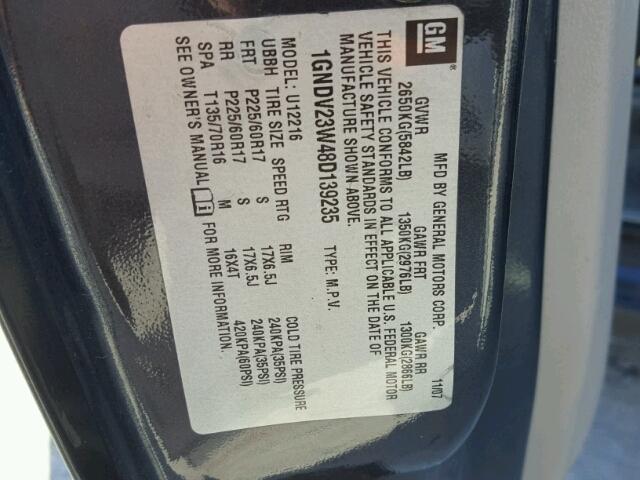 GM
MFD BY GENERAL MOTORS CORP. 11/07
GVWR GAWR FRT GAWR RR
2650KG(5842LB) 1350KG(2976LB) 1300KG(2866LB)
THIS VEHICLE CONFORMS TO ALL APPLICABLE U.S. FEDERAL MOTOR
VEHICLE SAFETY STANDARDS IN EFFECT ON THE DATE OF
MANUFACTURE SHOWN ABOVE.
1GNDV23W48D139235 TYPE: M.P.V.
MODEL: U12216
UBBH TIRE SIZE SPEED RTG RIM COLD TIRE PRESSURE
FRT P225/60R17 S 17X6.5J 240KPA(35PSI)
RR P225/60R17 S 17X6.5J 240KPA(35PSI)
SPA T135/70R16 M 16X4T 420KPA(60PSI)
SEE OWNER'S MANUAL FOR MORE INFORMATION.